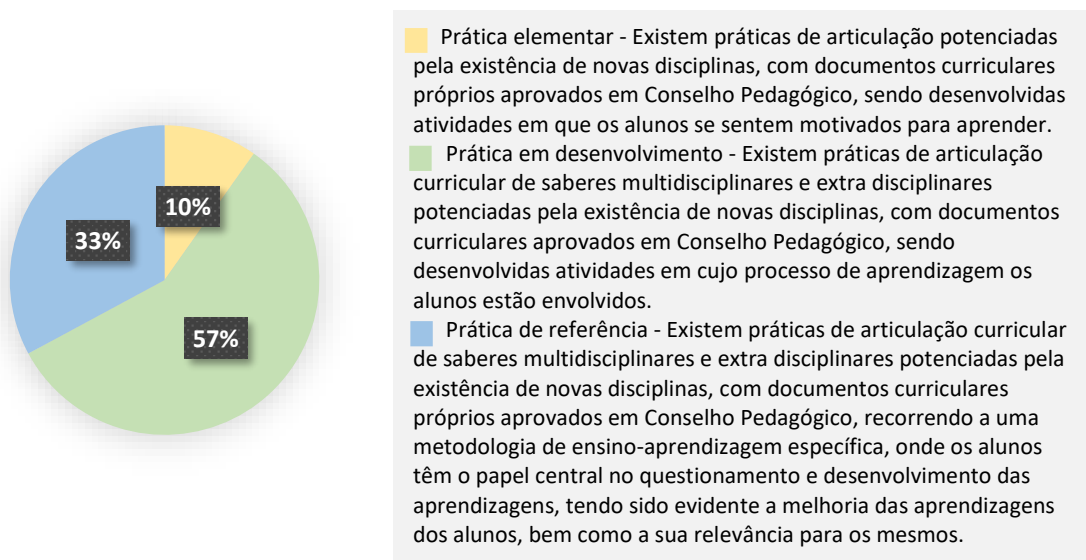 10%
33%
57%
Prática elementar - Existem práticas de articulação potenciadas
pela existência de novas disciplinas, com documentos curriculares
próprios aprovados em Conselho Pedagógico, sendo desenvolvidas
atividades em que os alunos se sentem motivados para aprender.
Prática em desenvolvimento - Existem práticas de articulação
curricular de saberes multidisciplinares e extra disciplinares
potenciadas pela existência de novas disciplinas, com documentos
curriculares aprovados em Conselho Pedagógico, sendo
desenvolvidas atividades em cujo processo de aprendizagem os
alunos estão envolvidos.
Prática de referência - Existem práticas de articulação curricular
de saberes multidisciplinares e extra disciplinares potenciadas pela
existência de novas disciplinas, com documentos curriculares
próprios aprovados em Conselho Pedagógico, recorrendo a uma
metodologia de ensino-aprendizagem específica, onde os alunos
têm o papel central no questionamento e desenvolvimento das
aprendizagens, tendo sido evidente a melhoria das aprendizagens
dos alunos, bem como a sua relevância para os mesmos.